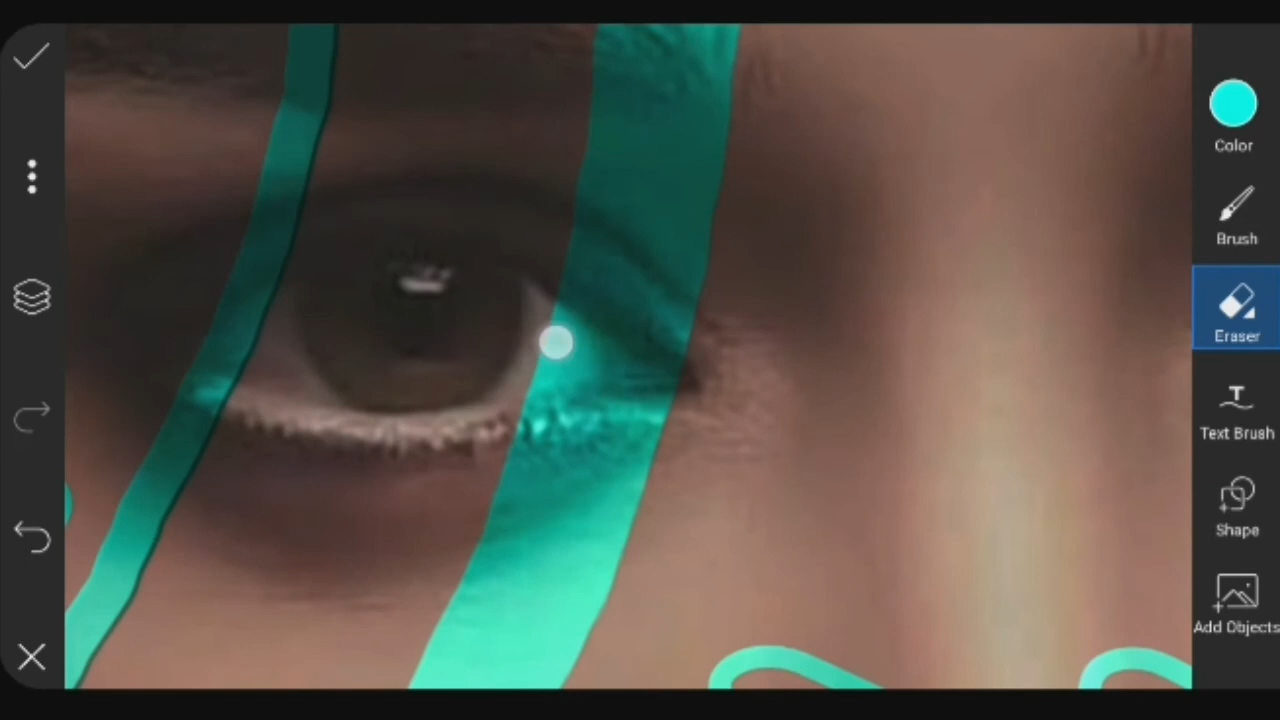 Color
Brush
Eraser
Text Brush
Shape
Add Objects